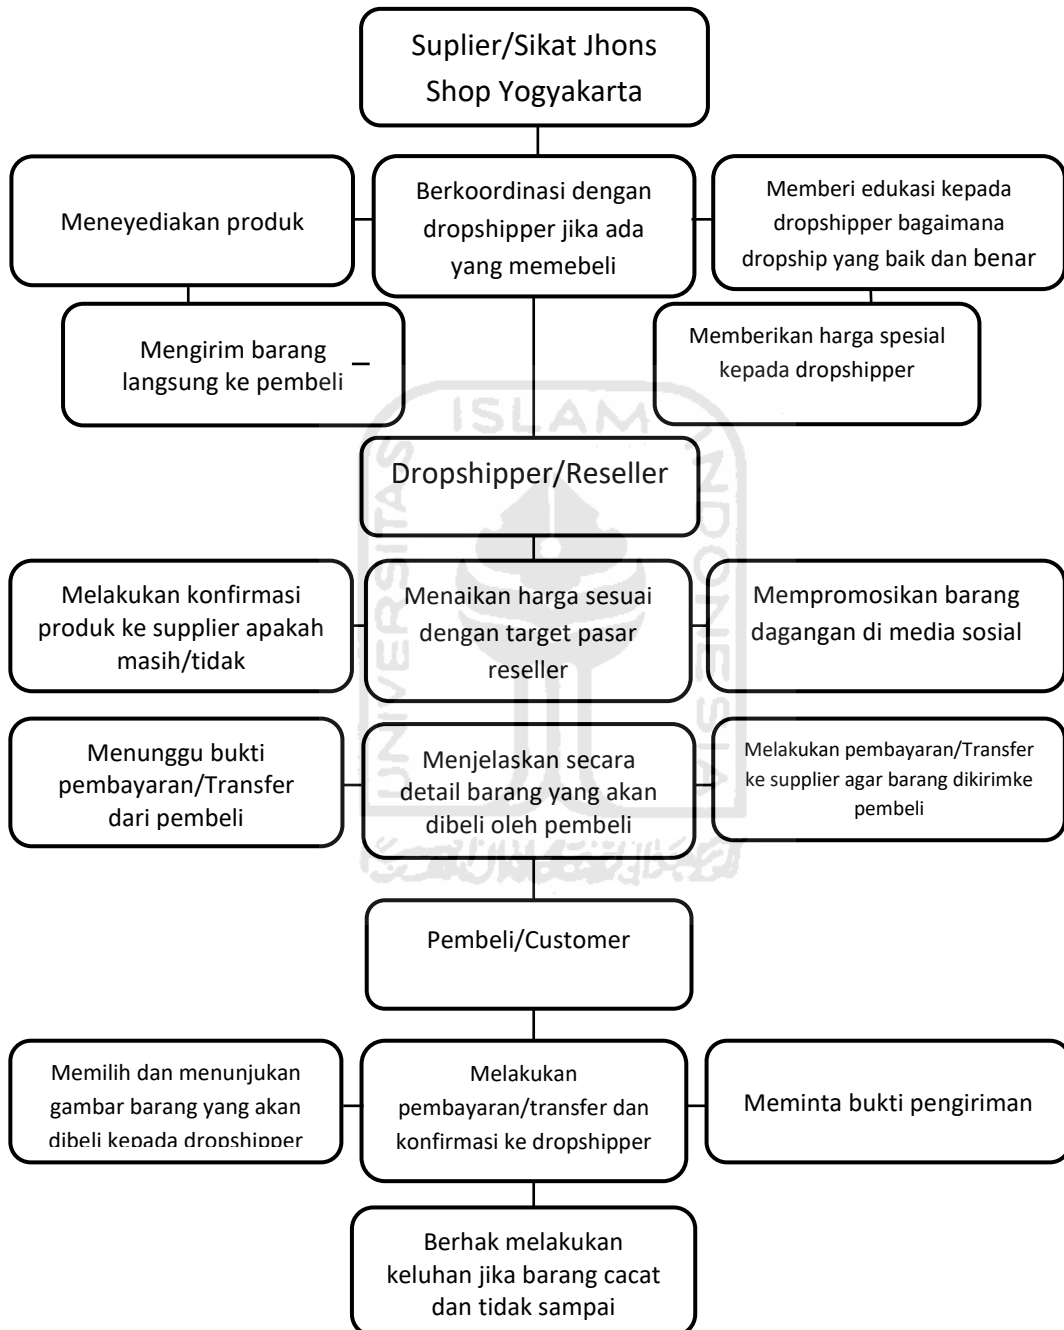 Suplier/Sikat Jhons
Shop Yogyakarta
Meneyediakan produk
Berkoordinasi dengan
dropshipper jika ada
yang memebeli
Memberi edukasi kepada
dropshipper bagaimana
dropship yang baik dan benar
Mengirim barang
langsung ke pembeli
Memberikan harga spesial
kepada dropshipper
ISLAM
UNIVERSITAS
INDONESIA
Dropshipper/Reseller
Melakukan konfirmasi
produk ke supplier apakah
masih/tidak
Menaikan harga sesuai
dengan target pasar
reseller
Mempromosikan barang
dagangan di media sosial
Menunggu bukti
pembayaran/Transfer
dari pembeli
Menjelaskan secara
detail barang yang akan
dibeli oleh pembeli
Melakukan pembayaran/Transfer
ke supplier agar barang dikirimke
pembeli
Pembeli/Customer
Memilih dan menunjukan
gambar barang yang akan
dibeli kepada dropshipper
Melakukan
pembayaran/transfer dan
konfirmasi ke dropshipper
Meminta bukti pengiriman
Berhak melakukan
keluhan jika barang cacat
dan tidak sampai